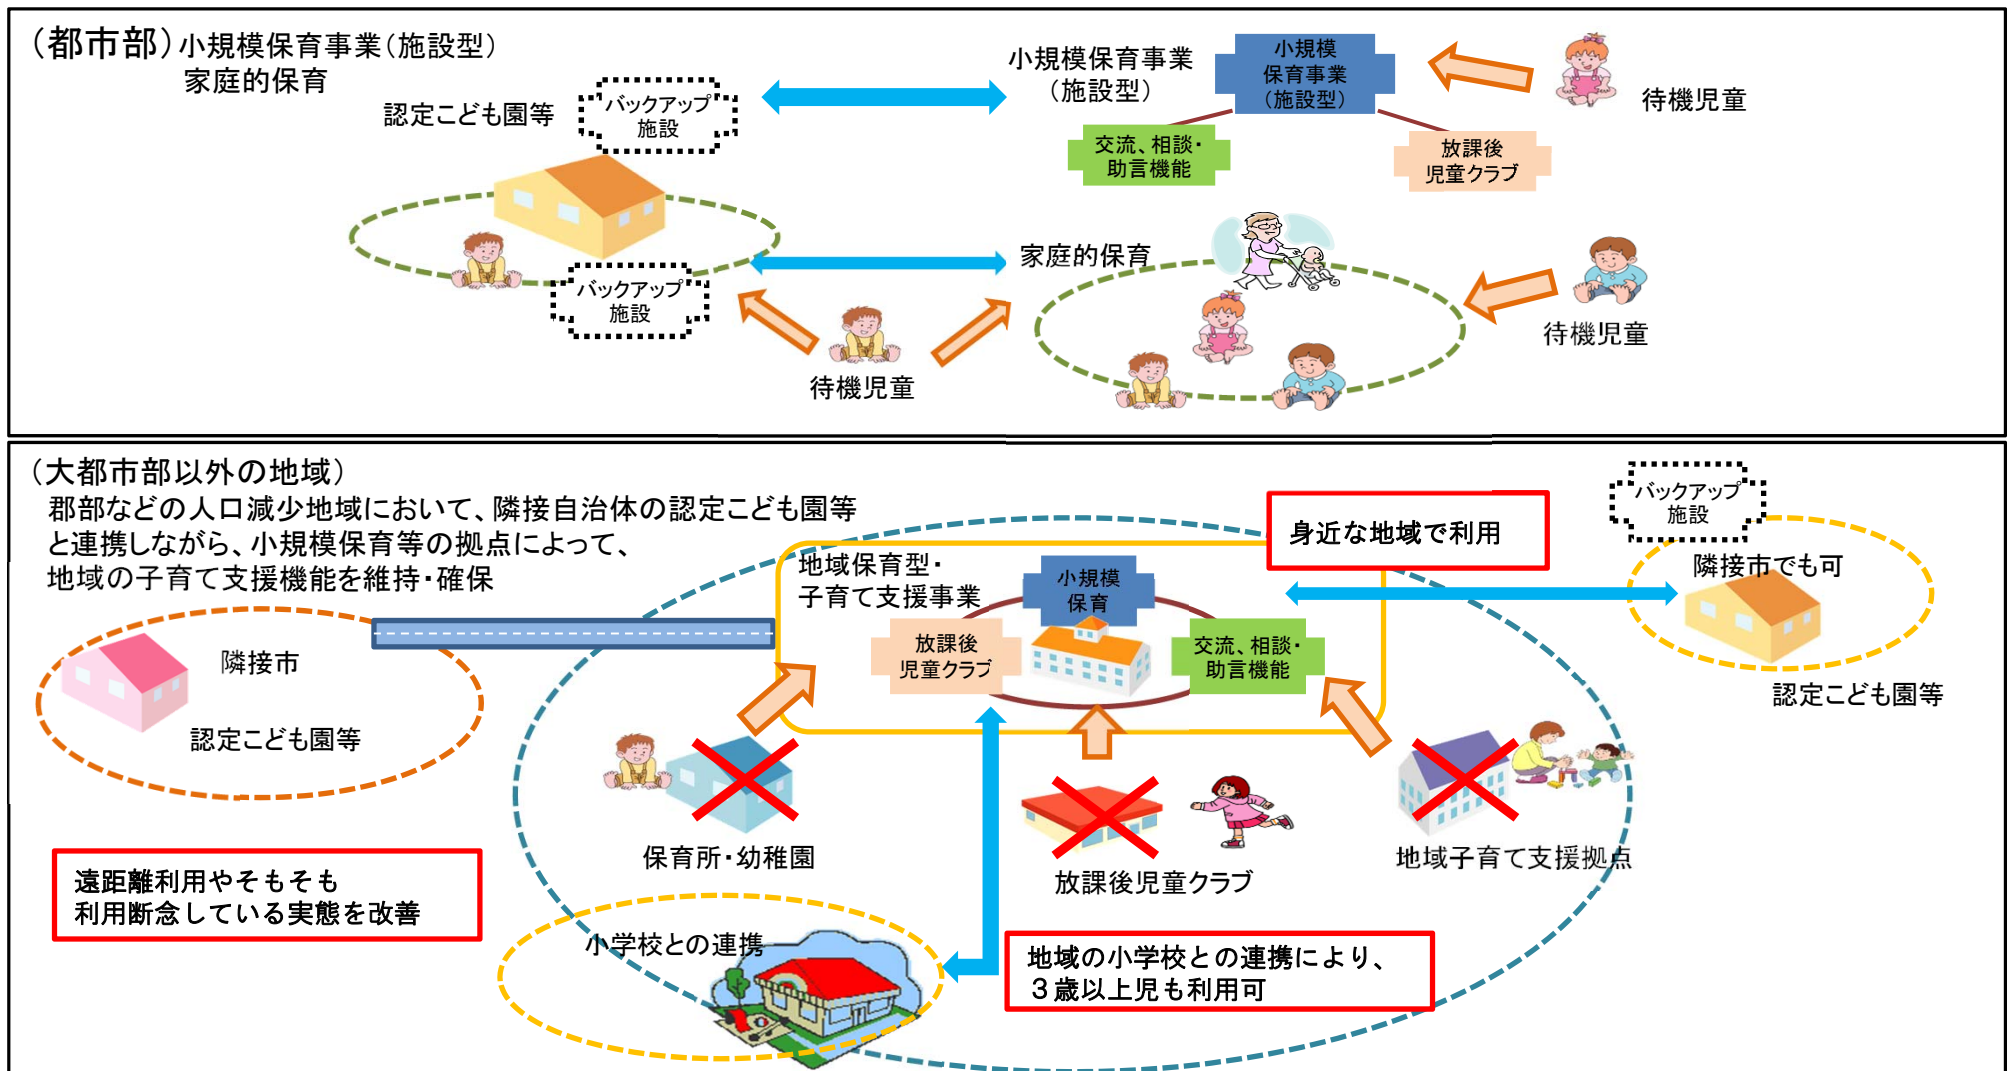 （都市部）小規模保育事業（施設型）
家庭的保育
認定こども園等
バックアップ
施設
小規模保育事業
（施設型）
小規模
保育事業
（施設型）
待機児童
交流、相談・
助言機能
放課後
児童クラブ
バックアップ
施設
家庭的保育
待機児童
待機児童
（大都市部以外の地域）
郡部などの人口減少地域において、隣接自治体の認定こども園等
と連携しながら、小規模保育等の拠点によって、
地域の子育て支援機能を維持・確保
身近な地域で利用
バックアップ
施設
隣接市でも可
認定こども園等
地域保育型・
子育て支援事業
小規模
保育
放課後
児童クラブ
交流、相談・
助言機能
隣接市
認定こども園等
保育所・幼稚園
放課後児童クラブ
地域子育て支援拠点
遠距離利用やそもそも
利用断念している実態を改善
小学校との連携
地域の小学校との連携により、
３歳以上児も利用可